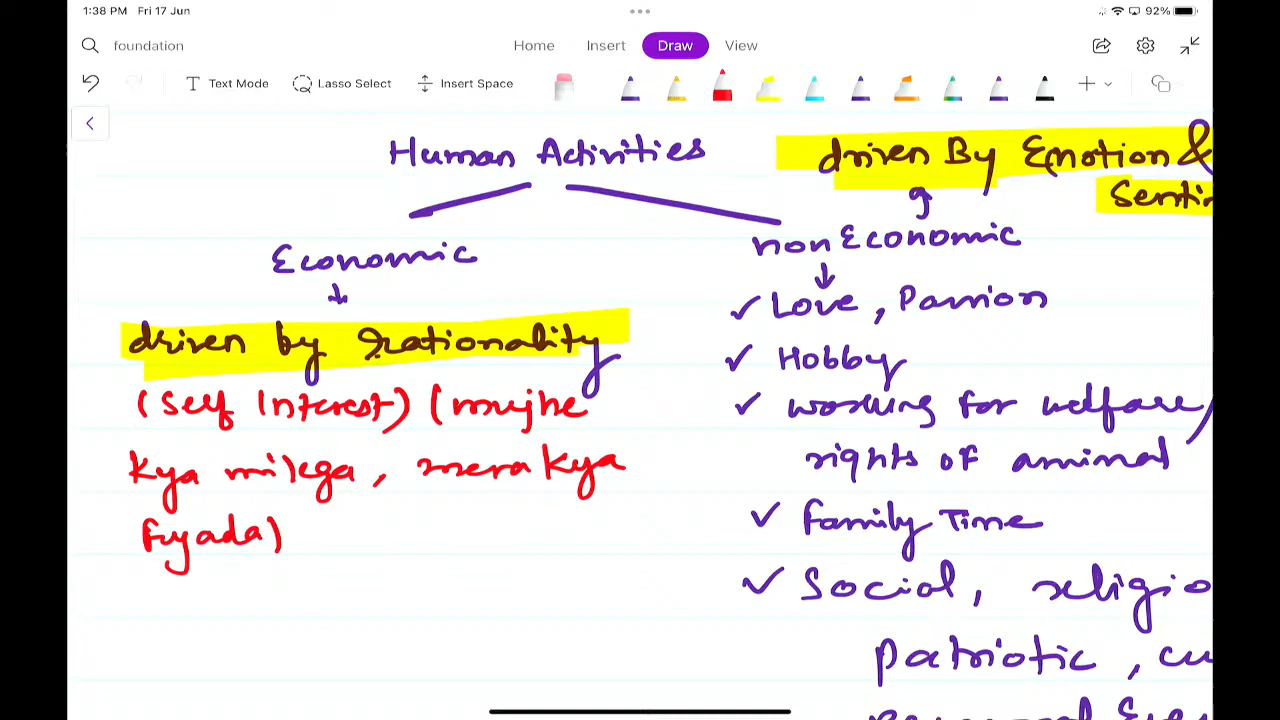 1:38 PM Fri 17 Jun
92%
foundation
Home Insert Draw View
Text Mode Lasso Select Insert Space
Human Activities
driven By Emotion &
Senti
Economic
non Economic
driven by rationality
(Self Interest) (mujhe
kya milega, mera kya
fyada)
✓ Love, Passion
✓ Hobby
✓ working for welfare/
rights of aminal
✓ family Time
✓ Social, religio
patriotic, cu